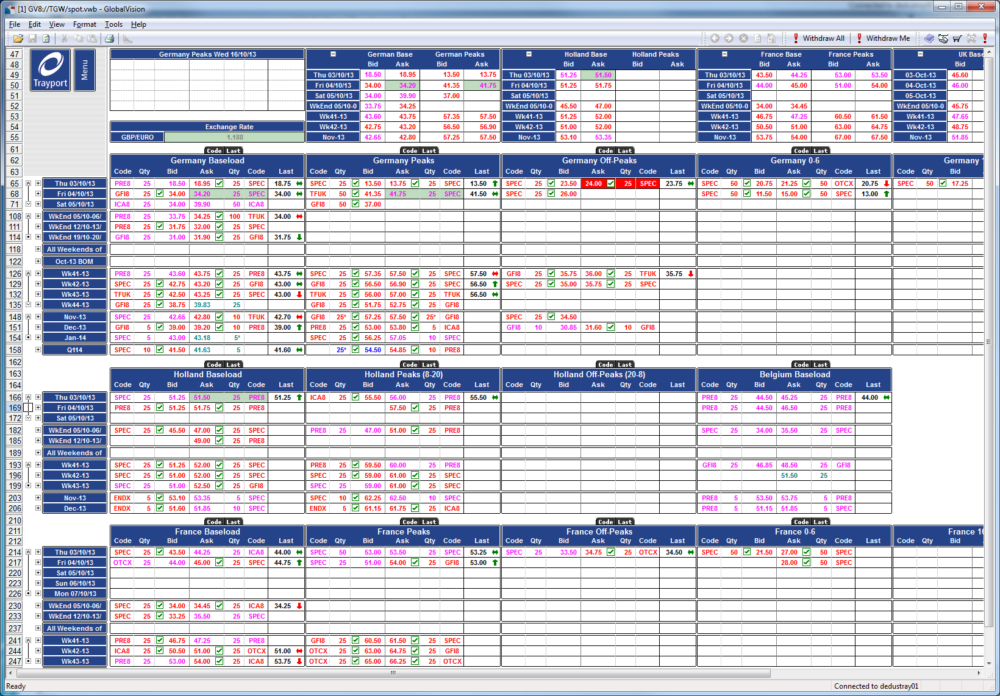 [1] GV8://TGW/spot.vwb - GlobalVision
File Edit View Format Tools Help
Withdraw All Withdraw Me
47 Germany Peaks Wed 16/10/13 German Base German Peaks Holland Base Holland Peaks France Base France Peaks UK Base
48 Bid Ask Bid Ask Bid Ask Bid Ask Bid Ask Bid Ask Bid
49 Thu 03/10/13 18.50 18.95 13.50 13.75 Thu 03/10/13 51.25 51.50 Thu 03/10/13 43.50 44.25 53.00 53.50 03-Oct-13 45.60
50 Fri 04/10/13 34.00 34.20 41.35 41.75 Fri 04/10/13 51.25 51.75 Fri 04/10/13 44.00 45.00 51.00 54.00 04-Oct-13 46.00
51 Sat 05/10/13 34.00 39.90 37.00 Sat 05/10/13 Sat 05/10/13 05-Oct-13
52 WkEnd 05/10-0 33.75 34.25 WkEnd 05/10-0 45.50 47.00 WkEnd 05/10-0 34.00 34.45 WkEnd 05/10-0 45.75
53 Wk41-13 43.60 43.75 57.35 57.50 Wk41-13 51.25 52.00 Wk41-13 46.75 47.25 60.50 61.50 Wk41-13 47.65
54 Exchange Rate Wk42-13 42.75 43.20 56.50 56.90 Wk42-13 51.00 52.00 Wk42-13 50.50 51.00 63.00 64.75 Wk42-13 48.75
55 GBP/EURO 1.188 Nov-13 42.65 42.80 57.25 57.50 Nov-13 53.10 53.35 Nov-13 53.75 54.00 67.00 67.50 Nov-13 51.85
Trayport Menu
61 Code Last Code Last Code Last Code Last
62 Germany Baseload Germany Peaks Germany Off-Peaks Germany 0-6 Germany 1
63 Code Qty Bid Ask Qty Code Last Code Qty Bid Ask Qty Code Last Code Qty Bid Ask Qty Code Last Code Qty Bid Ask Qty Code Last Code Qty Bid
65 Thu 03/10/13 PRE8 25 18.50 18.95 25 SPEC 18.75 SPEC 25 13.50 13.75 25 SPEC 13.50 SPEC 25 23.50 24.00 25 SPEC 23.75 SPEC 50 20.75 21.25 50 OTCX 20.75 SPEC 50 17.25
68 Fri 04/10/13 GFI8 25 34.00 34.20 25 SPEC 34.00 TFUK 50 41.35 41.75 25 SPEC 41.50 SPEC 25 26.00 SPEC 50 11.50 15.00 50 SPEC 13.00
71 Sat 05/10/13 ICA8 25 34.00 39.90 50 ICA8 GFI8 50 37.00
108 WkEnd 05/10-06/ PRE8 25 33.75 34.25 100 TFUK 34.00
111 WkEnd 12/10-13/ PRE8 25 31.75 32.00 25 SPEC
114 WkEnd 19/10-20/ GFI8 25 31.00 31.90 25 GFI8 31.75
118 All Weekends of
122 Oct-13 BOM
126 Wk41-13 PRE8 25 43.60 43.75 25 PRE8 43.75 SPEC 25 57.35 57.50 25 SPEC 57.50 GFI8 25 35.75 36.00 25 TFUK 35.75
129 Wk42-13 SPEC 25 42.75 43.20 25 GFI8 43.00 GFI8 25 56.50 56.90 25 SPEC 56.50 SPEC 25 35.00 35.75 25 SPEC
132 Wk43-13 TFUK 25 42.50 43.25 25 SPEC 43.00 TFUK 25 56.00 57.00 25 TFUK 56.50
135 Wk44-13 GFI8 25 38.75 39.83 25 GFI8 25 51.75 52.75 25 GFI8
148 Nov-13 SPEC 25 42.65 42.80 10 TFUK 42.70 GFI8 25* 57.25 57.50 25* GFI8 SPEC 25 34.50
151 Dec-13 GFI8 5 39.00 39.20 10 PRE8 39.00 PRE8 25 53.00 53.80 5 ICA8 GFI8 10 30.85 31.60 10 GFI8
154 Jan-14 SPEC 5 43.00 43.18 5* SPEC 25 56.25 57.05 10 SPEC
158 Q114 SPEC 10 41.50 41.63 5 41.60 25* 54.50 54.85 10 PRE8
162 Code Last Code Last Code Last Code Last
163 Holland Baseload Holland Peaks (8-20) Holland Off-Peaks (20-8) Belgium Baseload
164 Code Qty Bid Ask Qty Code Last Code Qty Bid Ask Qty Code Last Code Qty Bid Ask Qty Code Last Code Qty Bid Ask Qty Code Last
166 Thu 03/10/13 SPEC 25 51.25 51.50 25 PRE8 51.25 ICA8 25 55.50 56.00 25 PRE8 55.50 PRE8 25 44.50 45.25 25 PRE8 44.00
169 Fri 04/10/13 PRE8 25 51.25 51.75 25 PRE8 57.50 25 PRE8 PRE8 25 44.50 46.50 25 PRE8
172 Sat 05/10/13
182 WkEnd 05/10-06/ SPEC 25 45.50 47.00 25 SPEC PRE8 25 47.00 51.00 25 PRE8 SPEC 25 34.00 35.50 25 SPEC
185 WkEnd 12/10-13/ 49.00 25 PRE8
189 All Weekends of
193 Wk41-13 SPEC 25 51.25 52.00 25 SPEC PRE8 25 59.50 60.00 25 PRE8 GFI8 25 46.85 48.50 25 GFI8
196 Wk42-13 SPEC 25 51.00 52.00 25 SPEC SPEC 25 59.00 61.00 25 SPEC 51.50 25
199 Wk43-13 SPEC 25 51.00 52.50 25 GFI8 SPEC 25 59.00 61.00 25 SPEC
203 Nov-13 ENDX 5 53.10 53.35 5 SPEC SPEC 10 62.25 62.50 10 SPEC PRE8 5 53.50 53.75 5 PRE8
206 Dec-13 ENDX 5 51.60 51.85 10 SPEC ENDX 5 61.15 61.75 25 ICA8 PRE8 5 51.15 51.85 5 SPEC
210 Code Last Code Last Code Last Code Last
211 France Baseload France Peaks France Off-Peaks France 0-6 France 16
212 Code Qty Bid Ask Qty Code Last Code Qty Bid Ask Qty Code Last Code Qty Bid Ask Qty Code Last Code Qty Bid Ask Qty Code Last Code Qty Bid
214 Thu 03/10/13 SPEC 25 43.50 44.25 25 ICA8 44.00 SPEC 50 53.00 53.50 25 SPEC 53.25 SPEC 25 33.50 34.75 25 OTCX 34.50 SPEC 50 21.50 27.00 50 SPEC
217 Fri 04/10/13 OTCX 25 44.00 45.00 25 SPEC 44.75 SPEC 25 51.00 54.00 25 GFI8 53.00 28.00 50 SPEC
220 Sat 05/10/13
223 Sun 06/10/13
226 Mon 07/10/13
230 WkEnd 05/10-06/ SPEC 25 34.00 34.45 25 ICA8 34.25
233 WkEnd 12/10-13/ SPEC 25 33.25 35.50 25 SPEC
237 All Weekends of
241 Wk41-13 PRE8 25 46.75 47.25 25 PRE8 GFI8 25 60.50 61.50 25 SPEC
244 Wk42-13 ICA8 25 50.50 51.00 25 OTCX 51.00 OTCX 25 63.00 64.75 25 GFI8
247 Wk43-13 PRE8 25 53.00 54.00 25 ICA8 53.75 OTCX 25 65.00 66.25 25 OTCX
Ready Connected to dedustray01